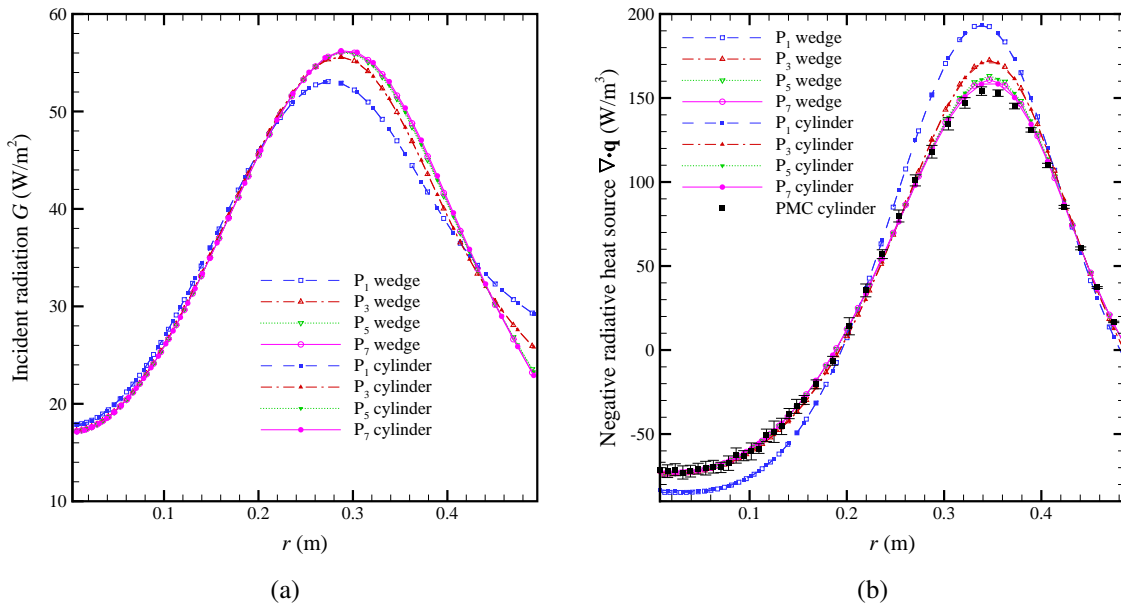 (a)
60
50
40
30
20
10
0.1 0.2 0.3 0.4
Incident radiation G (W/m²)
r (m)
P₁ wedge
P₃ wedge
P₅ wedge
P₇ wedge
P₁ cylinder
P₃ cylinder
P₅ cylinder
P₇ cylinder
(a)
(b)
200
150
100
50
0
-50
0.1 0.2 0.3 0.4
Negative radiative heat source ∇·q (W/m³)
r (m)
P₁ wedge
P₃ wedge
P₅ wedge
P₇ wedge
P₁ cylinder
P₃ cylinder
P₅ cylinder
P₇ cylinder
PMC cylinder
(b)